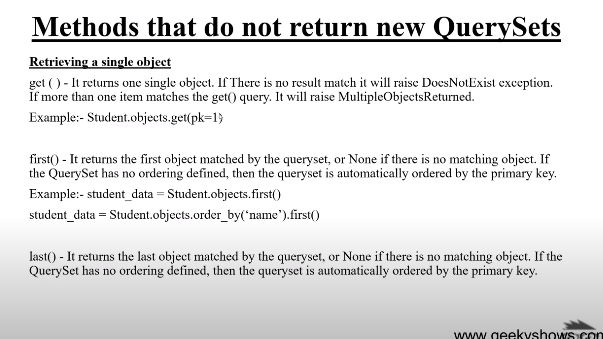 Methods that do not return new QuerySets
Retrieving a single object
get ( ) - It returns one single object. If There is no result match it will raise DoesNotExist exception.
If more than one item matches the get() query. It will raise MultipleObjectsReturned.
Example:- Student.objects.get(pk=1)
first() - It returns the first object matched by the queryset, or None if there is no matching object. If
the QuerySet has no ordering defined, then the queryset is automatically ordered by the primary key.
Example:- student_data = Student.objects.first()
student_data = Student.objects.order_by(‘name’).first()
last() - It returns the last object matched by the queryset, or None if there is no matching object. If the
QuerySet has no ordering defined, then the queryset is automatically ordered by the primary key.
www.geekyshows.com